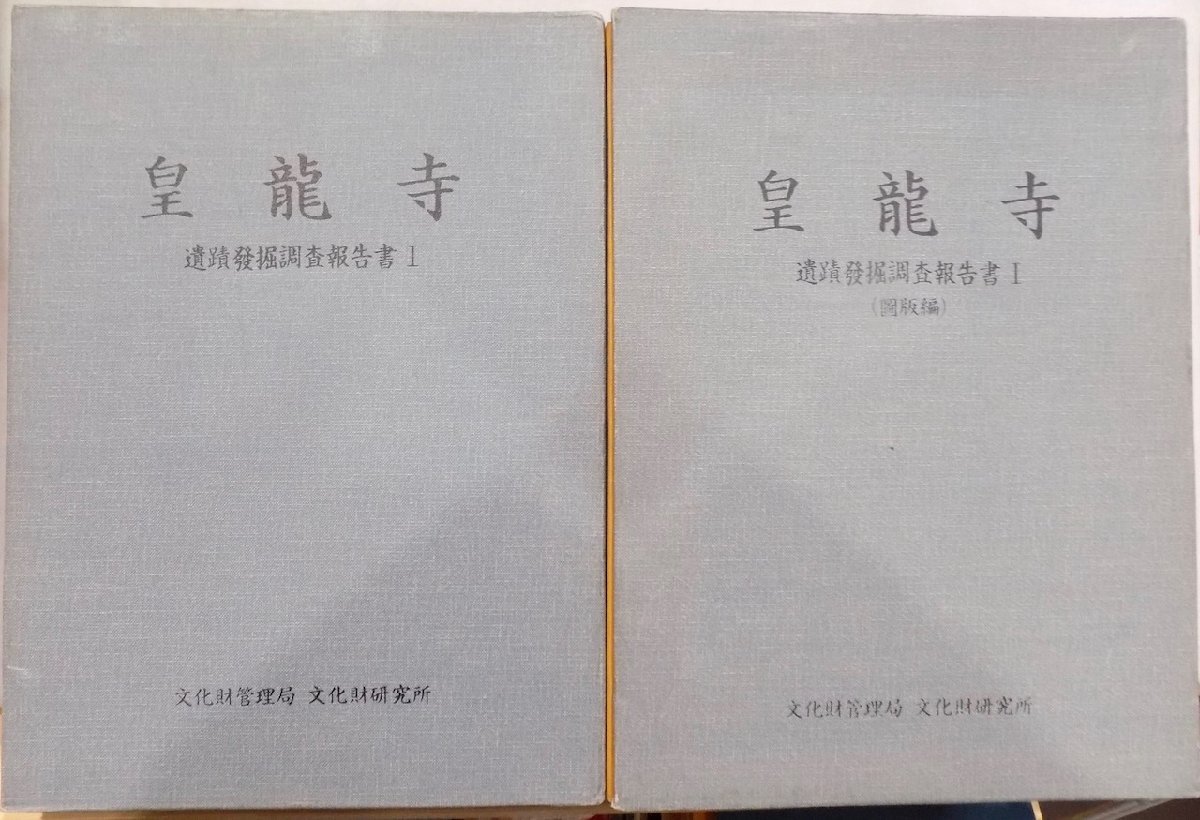 皇龍寺
遺蹟發掘調査報告書 I
文化財管理局 文化財研究所
皇龍寺
遺蹟發掘調査報告書 I
(圖版編)
文化財管理局 文化財研究所